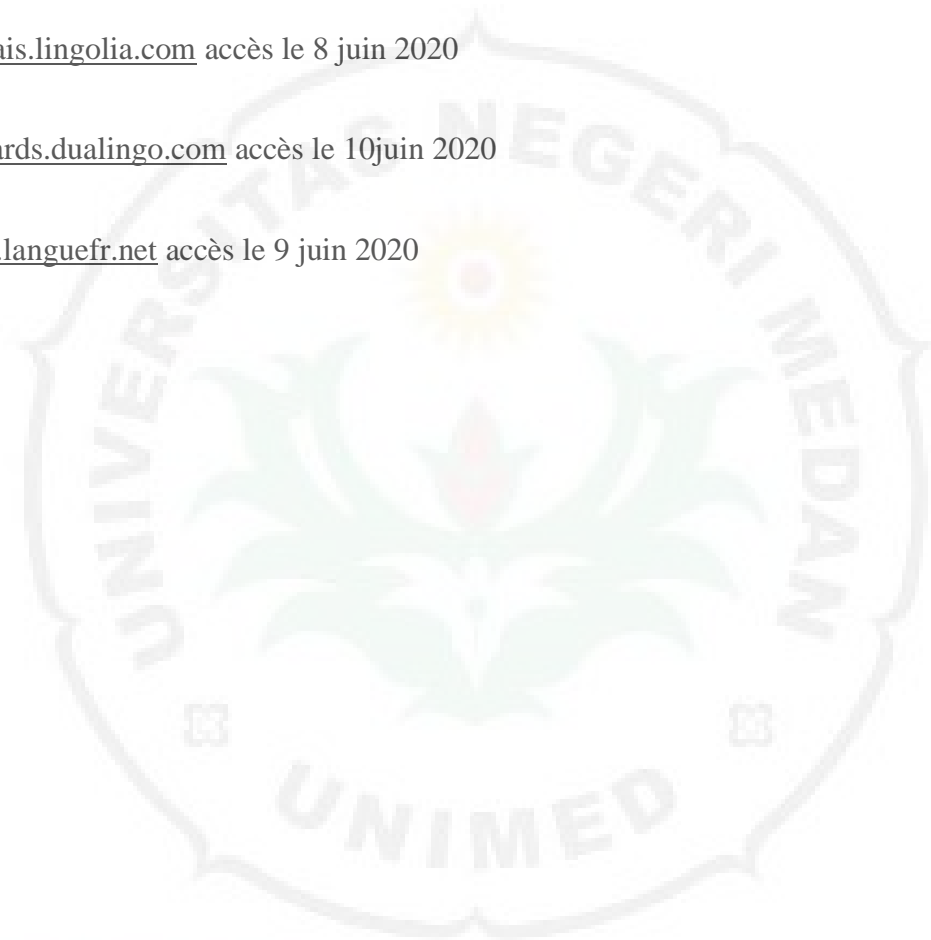 ais.lingolia.com accès le 8 juin 2020
ards.dualingo.com accès le 10juin 2020
.languefr.net accès le 9 juin 2020
UNIVERSITAS NEGERI MEDAN
UNIMED